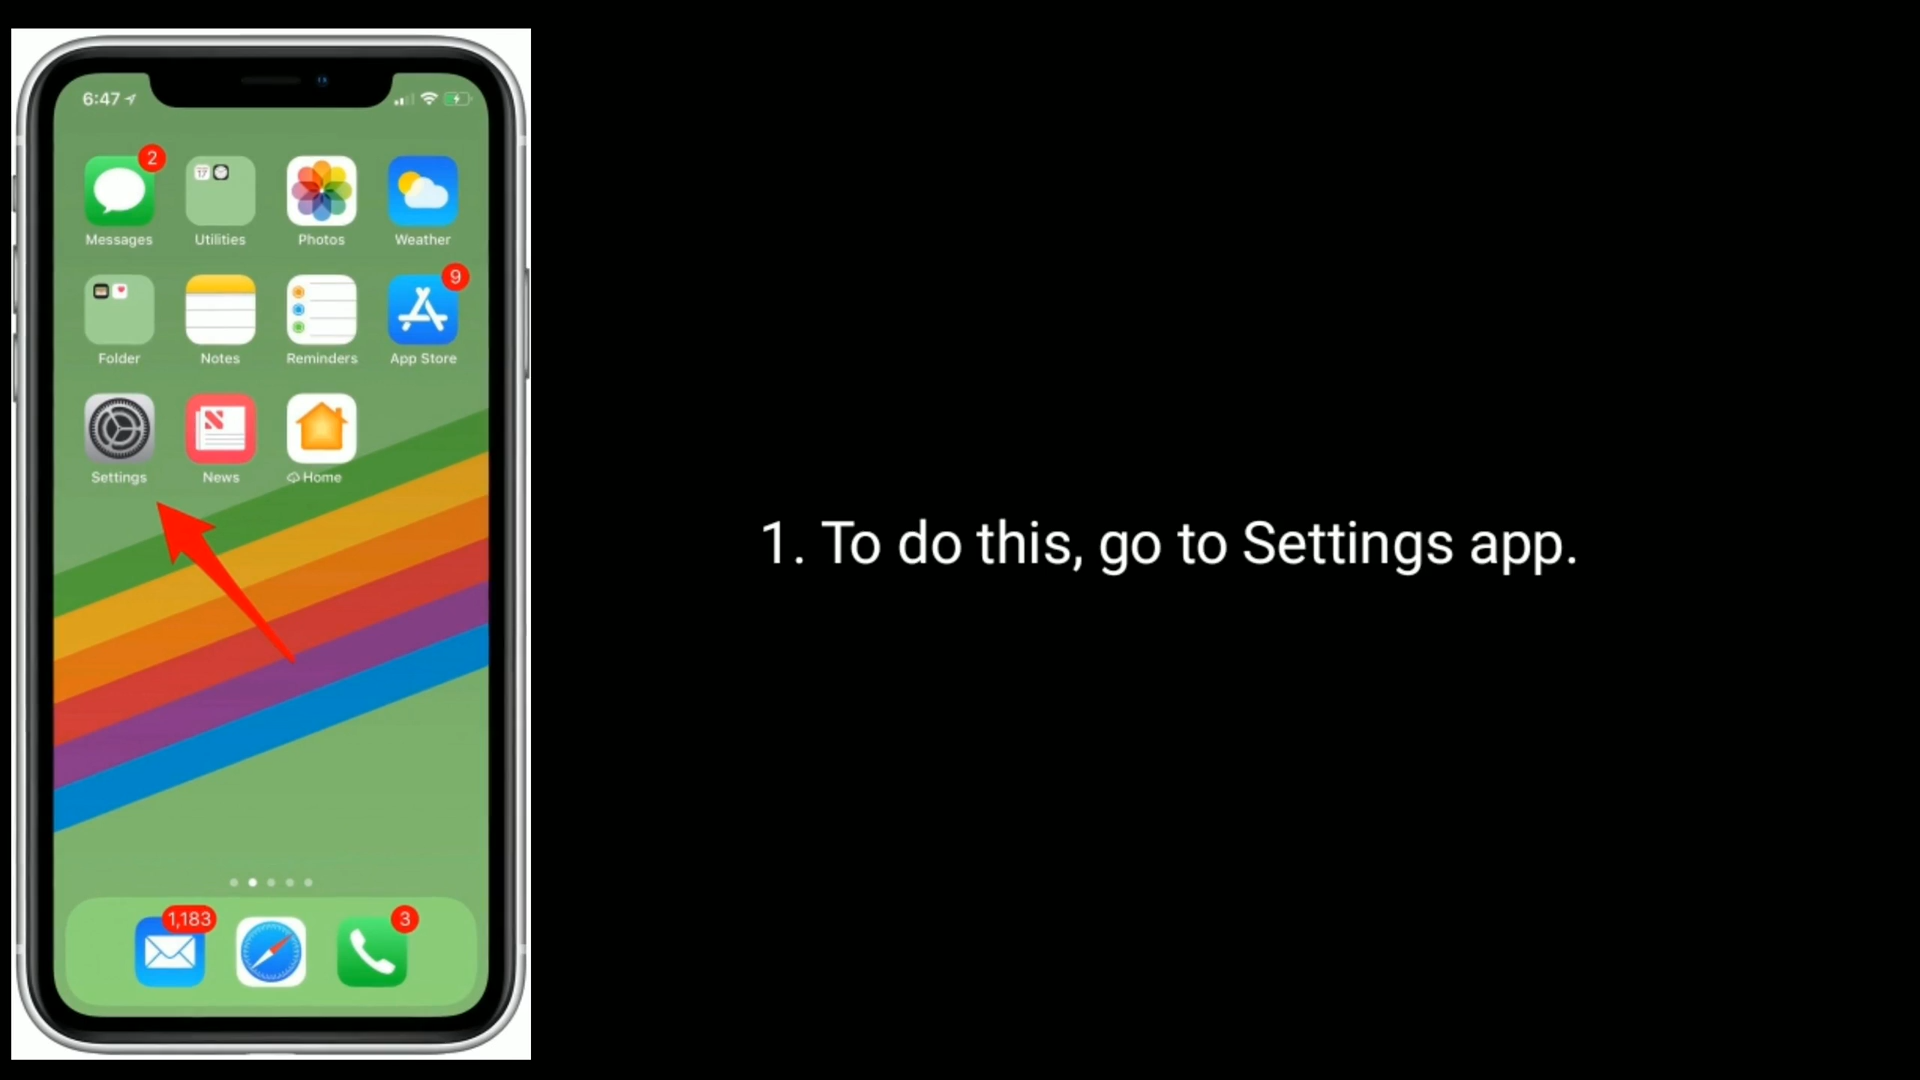 6:47
2
17
Messages
Utilities
Photos
Weather
9
Folder
Notes
Reminders
App Store
Settings
News
Home
1. To do this, go to Settings app.
1,183
3